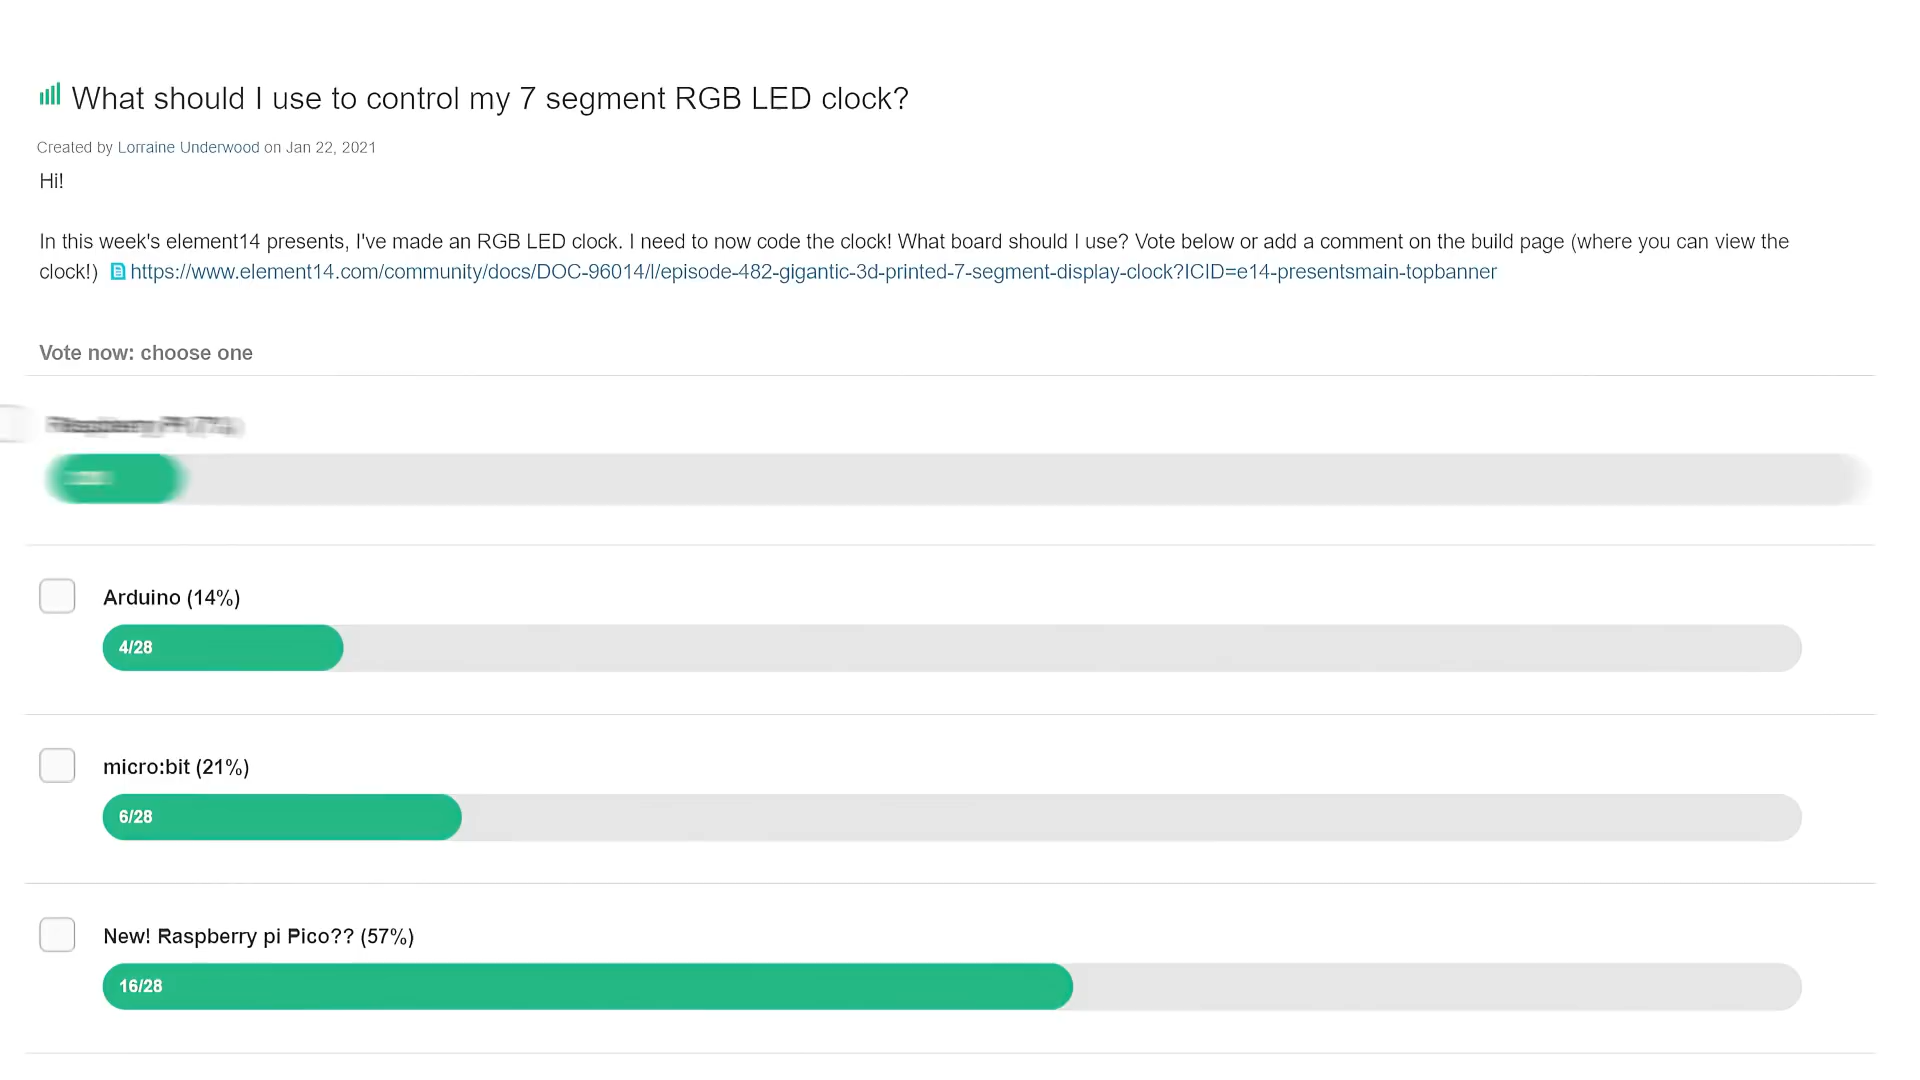 What should I use to control my 7 segment RGB LED clock?
Created by Lorraine Underwood on Jan 22, 2021
Hi!
In this week's element14 presents, I've made an RGB LED clock. I need to now code the clock! What board should I use? Vote below or add a comment on the build page (where you can view the
clock!) https://www.element14.com/community/docs/DOC-96014/l/episode-482-gigantic-3d-printed-7-segment-display-clock?ICID=e14-presentsmain-topbanner
Vote now: choose one
Arduino (14%)
4/28
micro:bit (21%)
6/28
New! Raspberry pi Pico?? (57%)
16/28